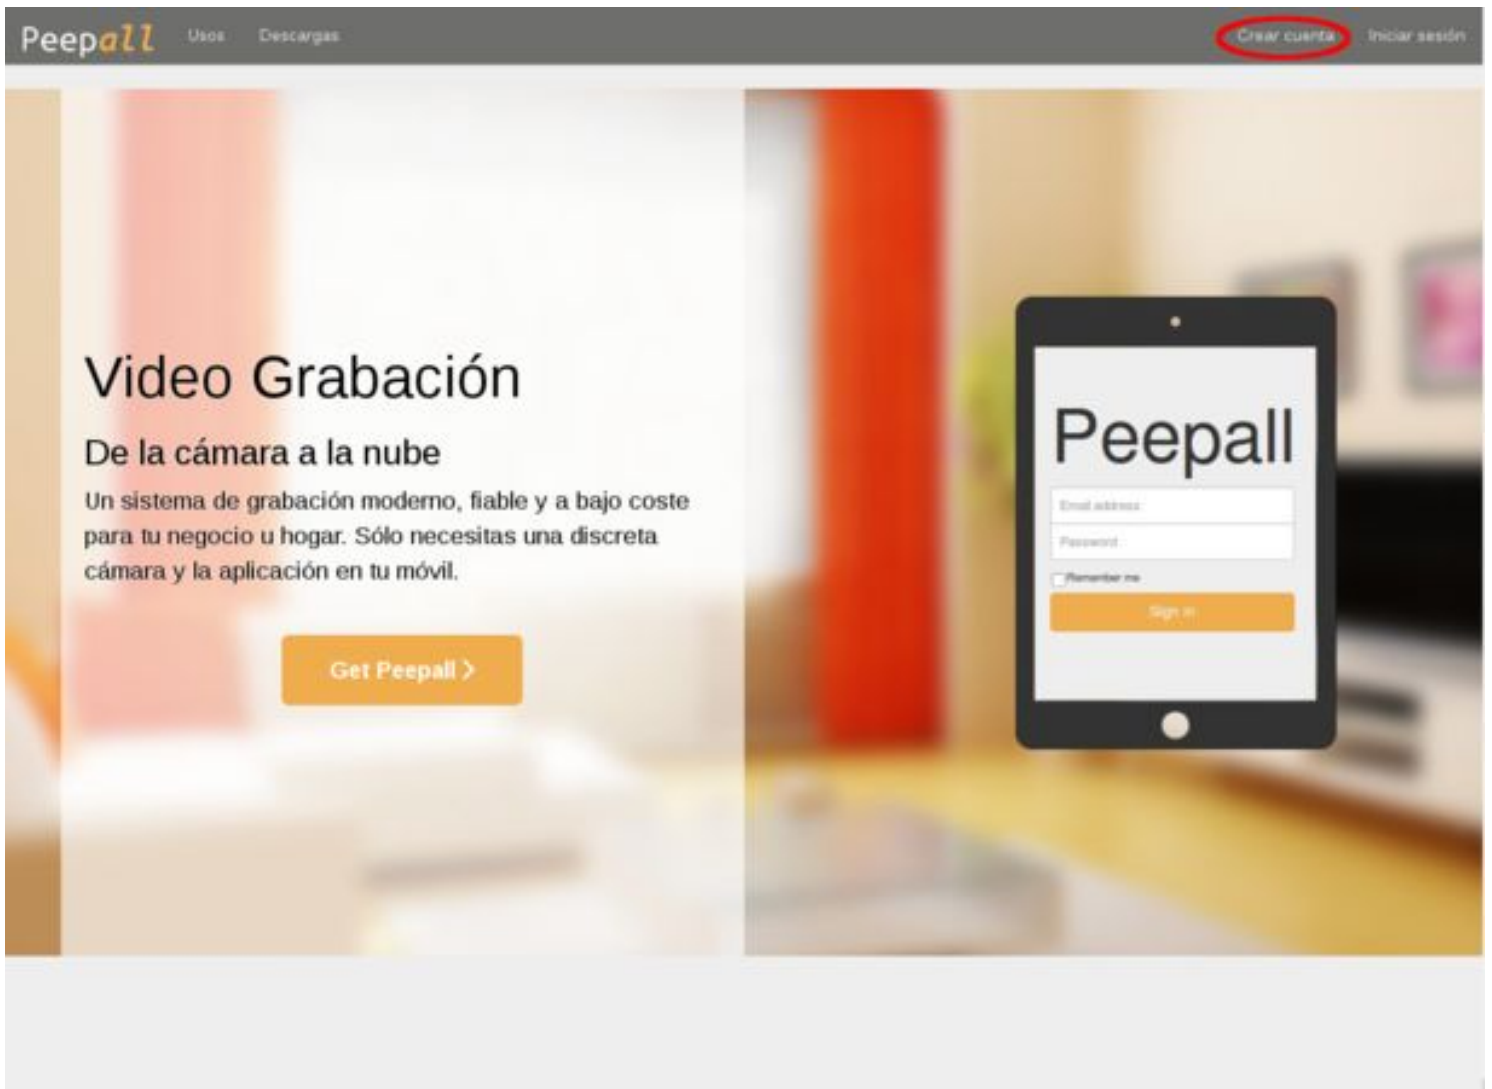 Peepall Usos Descargas Crear cuenta Iniciar sesión
Video Grabación
De la cámara a la nube
Un sistema de grabación moderno, fiable y a bajo coste
para tu negocio u hogar. Sólo necesitas una discreta
cámara y la aplicación en tu móvil.
Get Peepall >
Peepall
Email address
Password
Remember me
Sign in